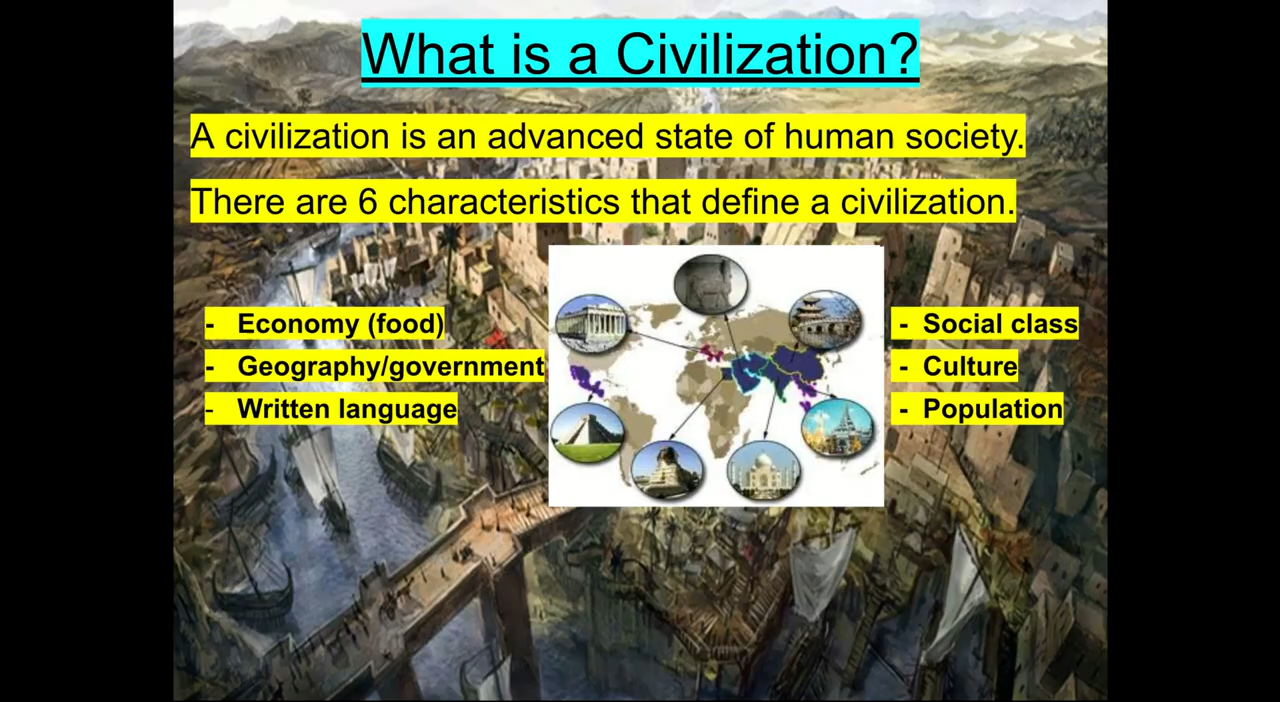 What is a Civilization?
A civilization is an advanced state of human society.
There are 6 characteristics that define a civilization.
- Economy (food)
- Geography/government
- Written language
- Social class
- Culture
- Population